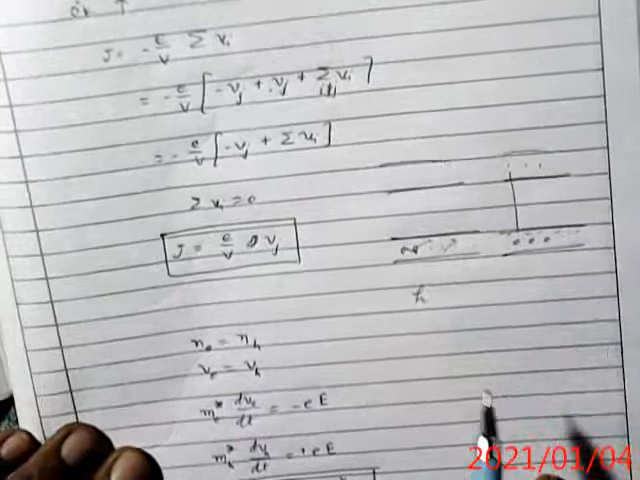 J = -e/V Σ vᵢ
= -e/V [ -vⱼ + vⱼ + Σ vᵢ ]
i≠j
= -e/V [ -vⱼ + Σ vᵢ ]
Σ vᵢ = 0
J = e/V vⱼ
h
nₑ = nₕ
vₑ = vₕ
mₑ* dvₑ/dt = -eE
mₕ* dvₕ/dt = +eE
2021/01/04